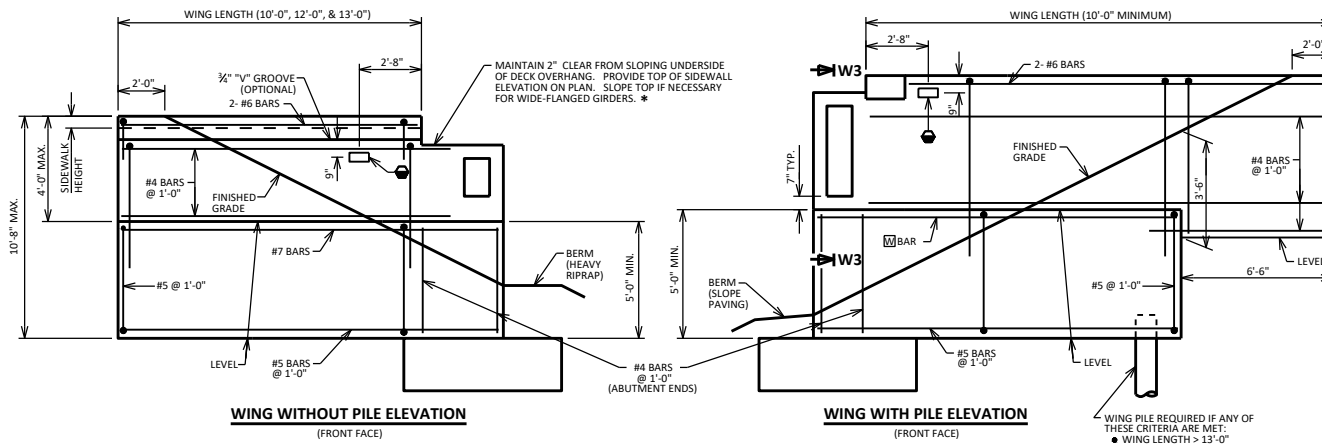 WING LENGTH (10'-0", 12'-0", & 13'-0")
2'-8"
2'-0"
¾" "V" GROOVE
(OPTIONAL)
2- #6 BARS
MAINTAIN 2" CLEAR FROM SLOPING UNDERSIDE
OF DECK OVERHANG. PROVIDE TOP OF SIDEWALL
ELEVATION ON PLAN. SLOPE TOP IF NECESSARY
FOR WIDE-FLANGED GIRDERS. *
10'-8" MAX.
4'-0" MAX.
SIDEWALK
HEIGHT
#4 BARS
@ 1'-0"
9"
FINISHED
GRADE
#7 BARS
BERM
(HEAVY
RIPRAP)
5'-0" MIN.
#5 @ 1'-0"
LEVEL
#5 BARS
@ 1'-0"
#4 BARS
@ 1'-0"
(ABUTMENT ENDS)
WING WITHOUT PILE ELEVATION
(FRONT FACE)
WING LENGTH (10'-0" MINIMUM)
2'-8"
2'-0"
W3
2- #6 BARS
9"
FINISHED
GRADE
#4 BARS
@ 1'-0"
7" TYP.
3'-6"
W BAR
W3
LEVEL
5'-0" MIN.
6'-6"
BERM
(SLOPE
PAVING)
#5 @ 1'-0"
#5 BARS
@ 1'-0"
LEVEL
WING WITH PILE ELEVATION
(FRONT FACE)
WING PILE REQUIRED IF ANY OF
THESE CRITERIA ARE MET:
● WING LENGTH > 13'-0"